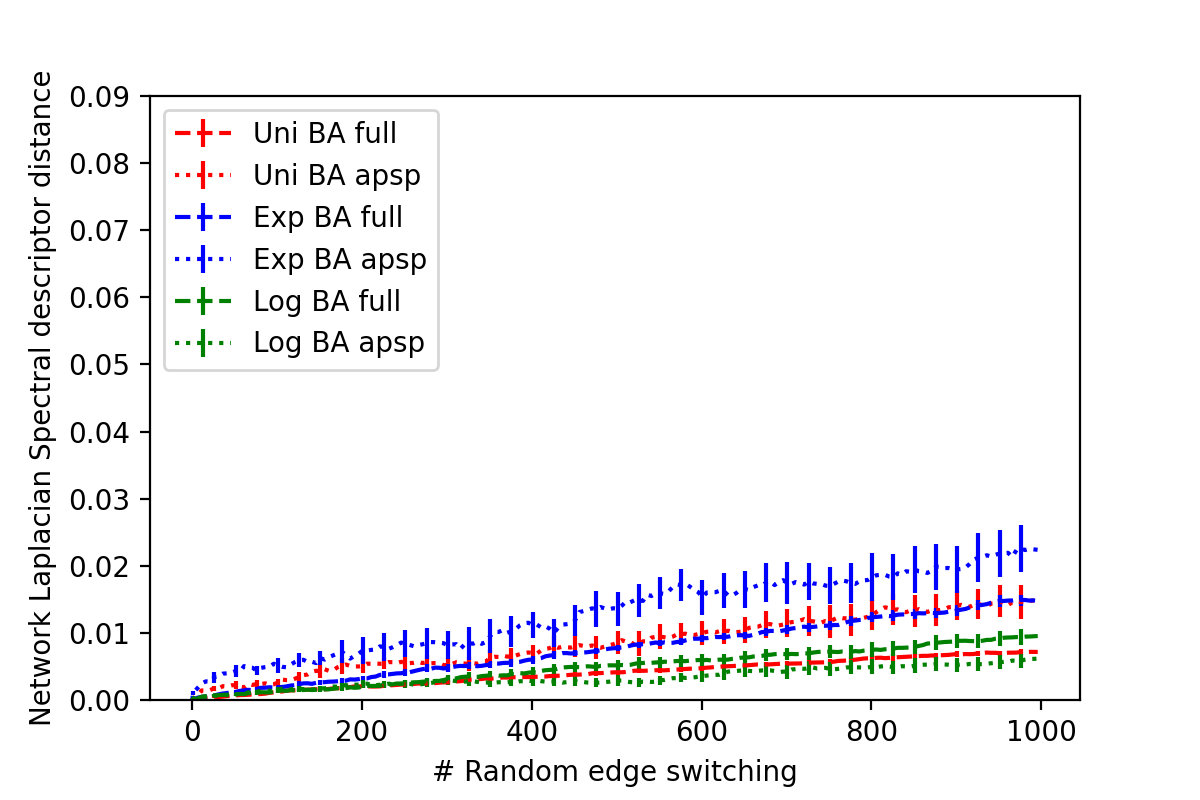 Network Laplacian Spectral descriptor distance
0.09
0.08
0.07
0.06
0.05
0.04
0.03
0.02
0.01
0.00
Uni BA full
Uni BA apsp
Exp BA full
Exp BA apsp
Log BA full
Log BA apsp
0 200 400 600 800 1000
# Random edge switching